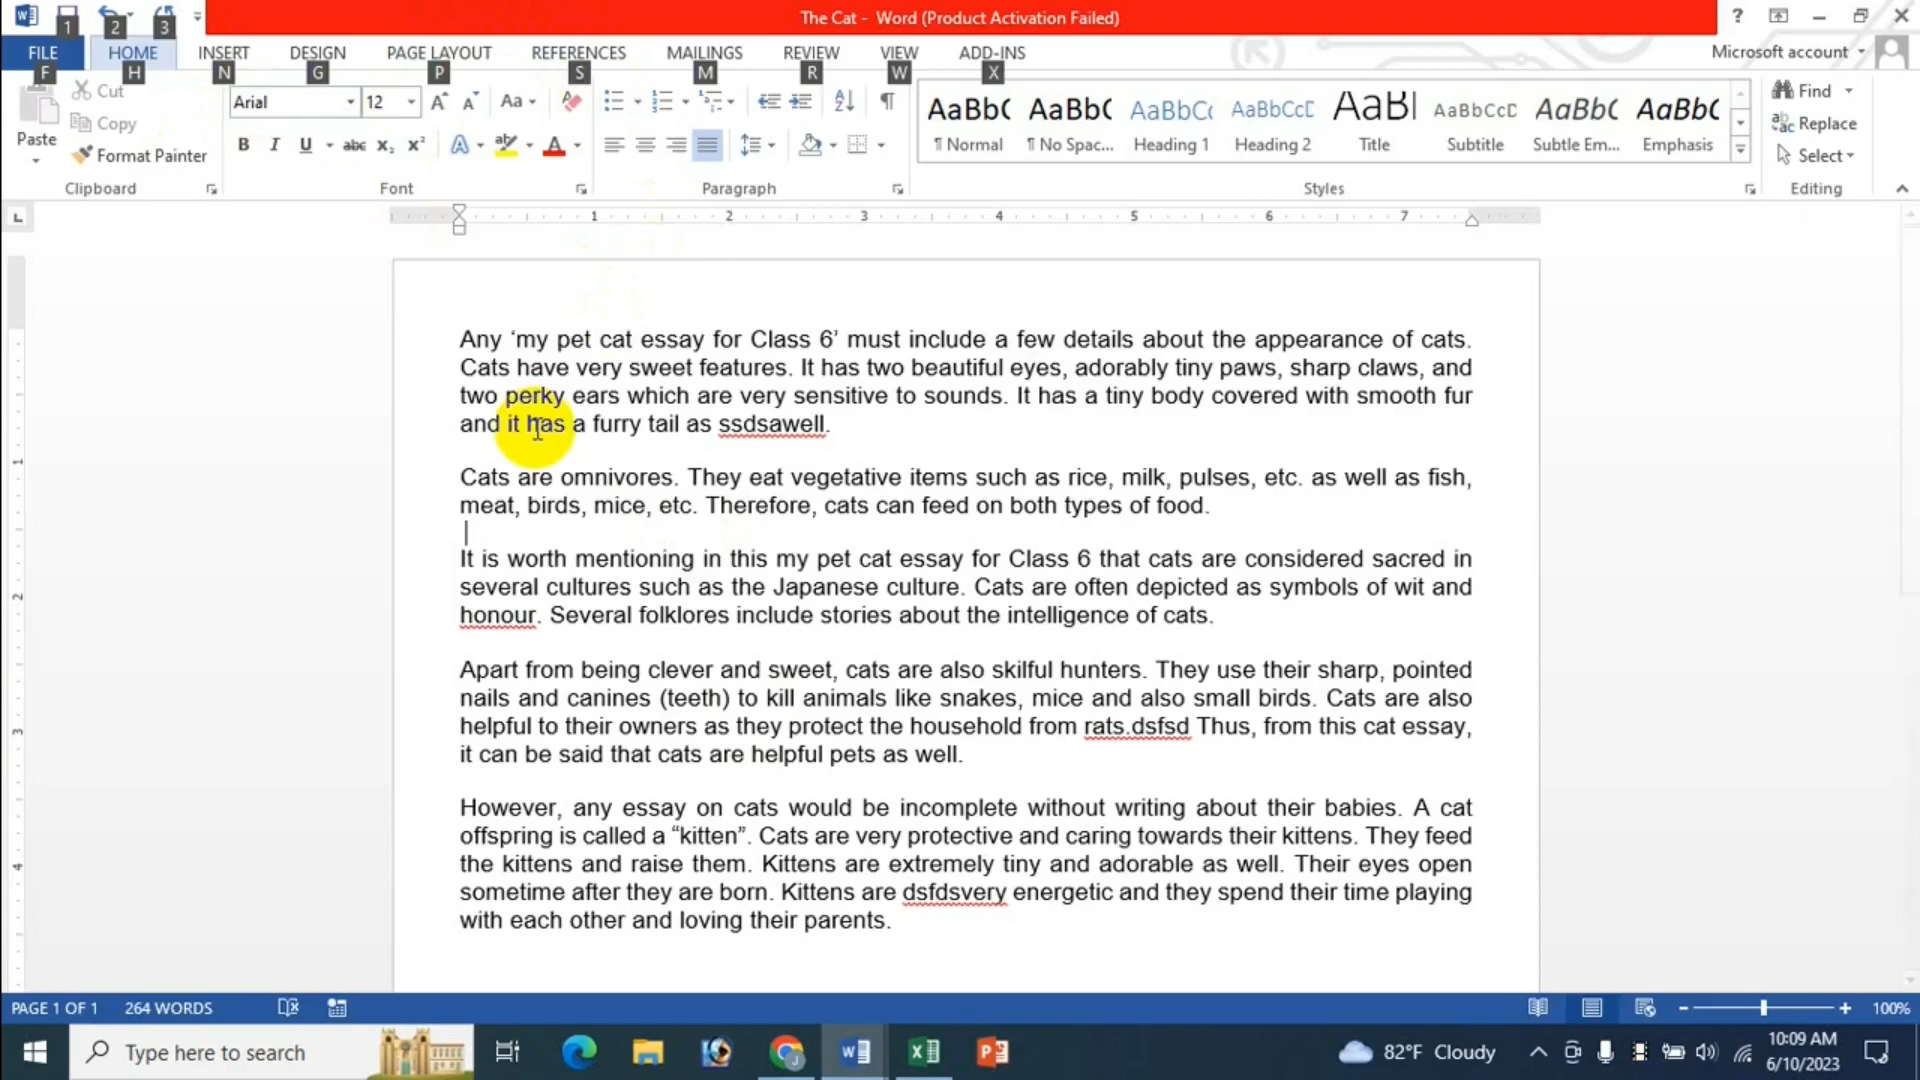 The Cat - Word (Product Activation Failed)
1 2 3
FILE HOME INSERT DESIGN PAGE LAYOUT REFERENCES MAILINGS REVIEW VIEW ADD-INS Microsoft account
F H N G P S M R W X
Cut
Copy
Paste
Format Painter
Clipboard
Arial 12
Font
Paragraph
AaBbC AaBbC AaBbCc AaBbCcD AaBl AaBbCcD AaBbC AaBbC
¶ Normal ¶ No Spac... Heading 1 Heading 2 Title Subtitle Subtle Em... Emphasis
Styles
Find
Replace
Select
Editing
1 2 3 4 5 6 7
Any ‘my pet cat essay for Class 6’ must include a few details about the appearance of cats.
Cats have very sweet features. It has two beautiful eyes, adorably tiny paws, sharp claws, and
two perky ears which are very sensitive to sounds. It has a tiny body covered with smooth fur
and it has a furry tail as ssdsawell.
Cats are omnivores. They eat vegetative items such as rice, milk, pulses, etc. as well as fish,
meat, birds, mice, etc. Therefore, cats can feed on both types of food.
It is worth mentioning in this my pet cat essay for Class 6 that cats are considered sacred in
several cultures such as the Japanese culture. Cats are often depicted as symbols of wit and
honour. Several folklores include stories about the intelligence of cats.
Apart from being clever and sweet, cats are also skilful hunters. They use their sharp, pointed
nails and canines (teeth) to kill animals like snakes, mice and also small birds. Cats are also
helpful to their owners as they protect the household from rats.dsfsd Thus, from this cat essay,
it can be said that cats are helpful pets as well.
However, any essay on cats would be incomplete without writing about their babies. A cat
offspring is called a “kitten”. Cats are very protective and caring towards their kittens. They feed
the kittens and raise them. Kittens are extremely tiny and adorable as well. Their eyes open
sometime after they are born. Kittens are dsfdsvery energetic and they spend their time playing
with each other and loving their parents.
1
2
3
4
PAGE 1 OF 1 264 WORDS 100%
Type here to search
82°F Cloudy
10:09 AM
6/10/2023